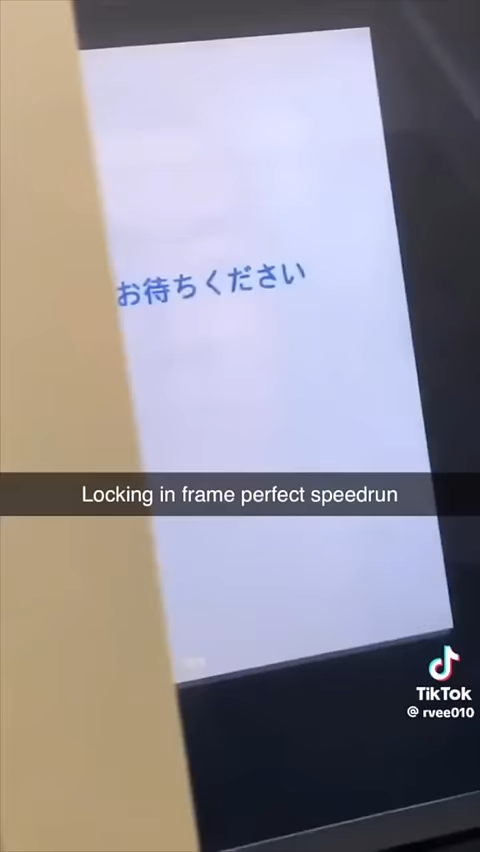 お待ちください
Locking in frame perfect speedrun
TikTok
@ rvee010